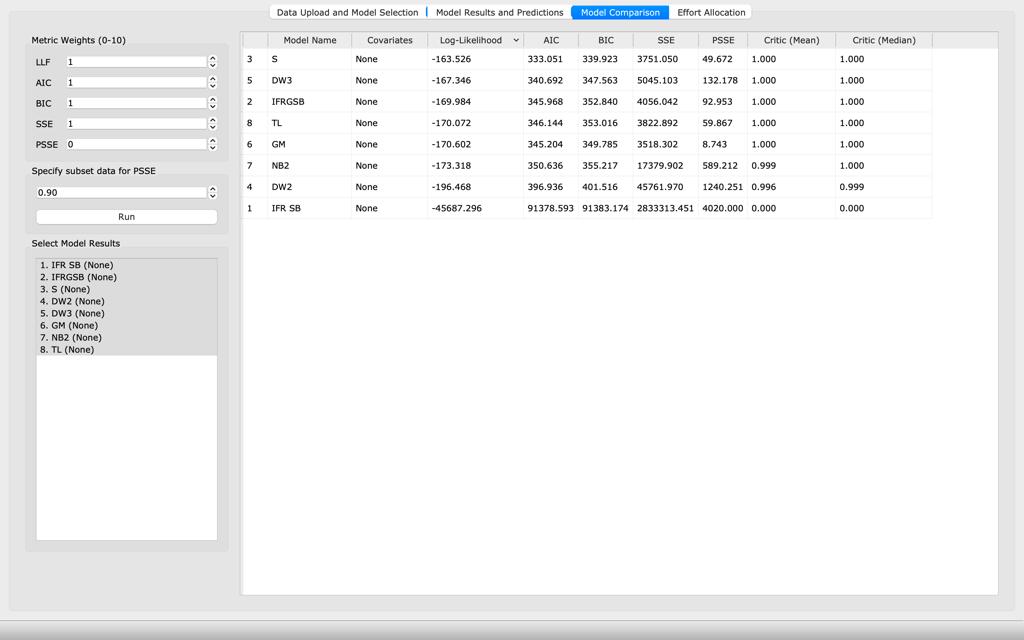 Data Upload and Model Selection Model Results and Predictions Model Comparison Effort Allocation
Metric Weights (0-10)
LLF 1
AIC 1
BIC 1
SSE 1
PSSE 0
Specify subset data for PSSE
0.90
Run
Select Model Results
1. IFR SB (None)
2. IFRGSB (None)
3. S (None)
4. DW2 (None)
5. DW3 (None)
6. GM (None)
7. NB2 (None)
8. TL (None)
Model Name Covariates Log-Likelihood AIC BIC SSE PSSE Critic (Mean) Critic (Median)
3 S None -163.526 333.051 339.923 3751.050 49.672 1.000 1.000
5 DW3 None -167.346 340.692 347.563 5045.103 132.178 1.000 1.000
2 IFRGSB None -169.984 345.968 352.840 4056.042 92.953 1.000 1.000
8 TL None -170.072 346.144 353.016 3822.892 59.867 1.000 1.000
6 GM None -170.602 345.204 349.785 3518.302 8.743 1.000 1.000
7 NB2 None -173.318 350.636 355.217 17379.902 589.212 0.999 1.000
4 DW2 None -196.468 396.936 401.516 45761.970 1240.251 0.996 0.999
1 IFR SB None -45687.296 91378.593 91383.174 2833313.451 4020.000 0.000 0.000